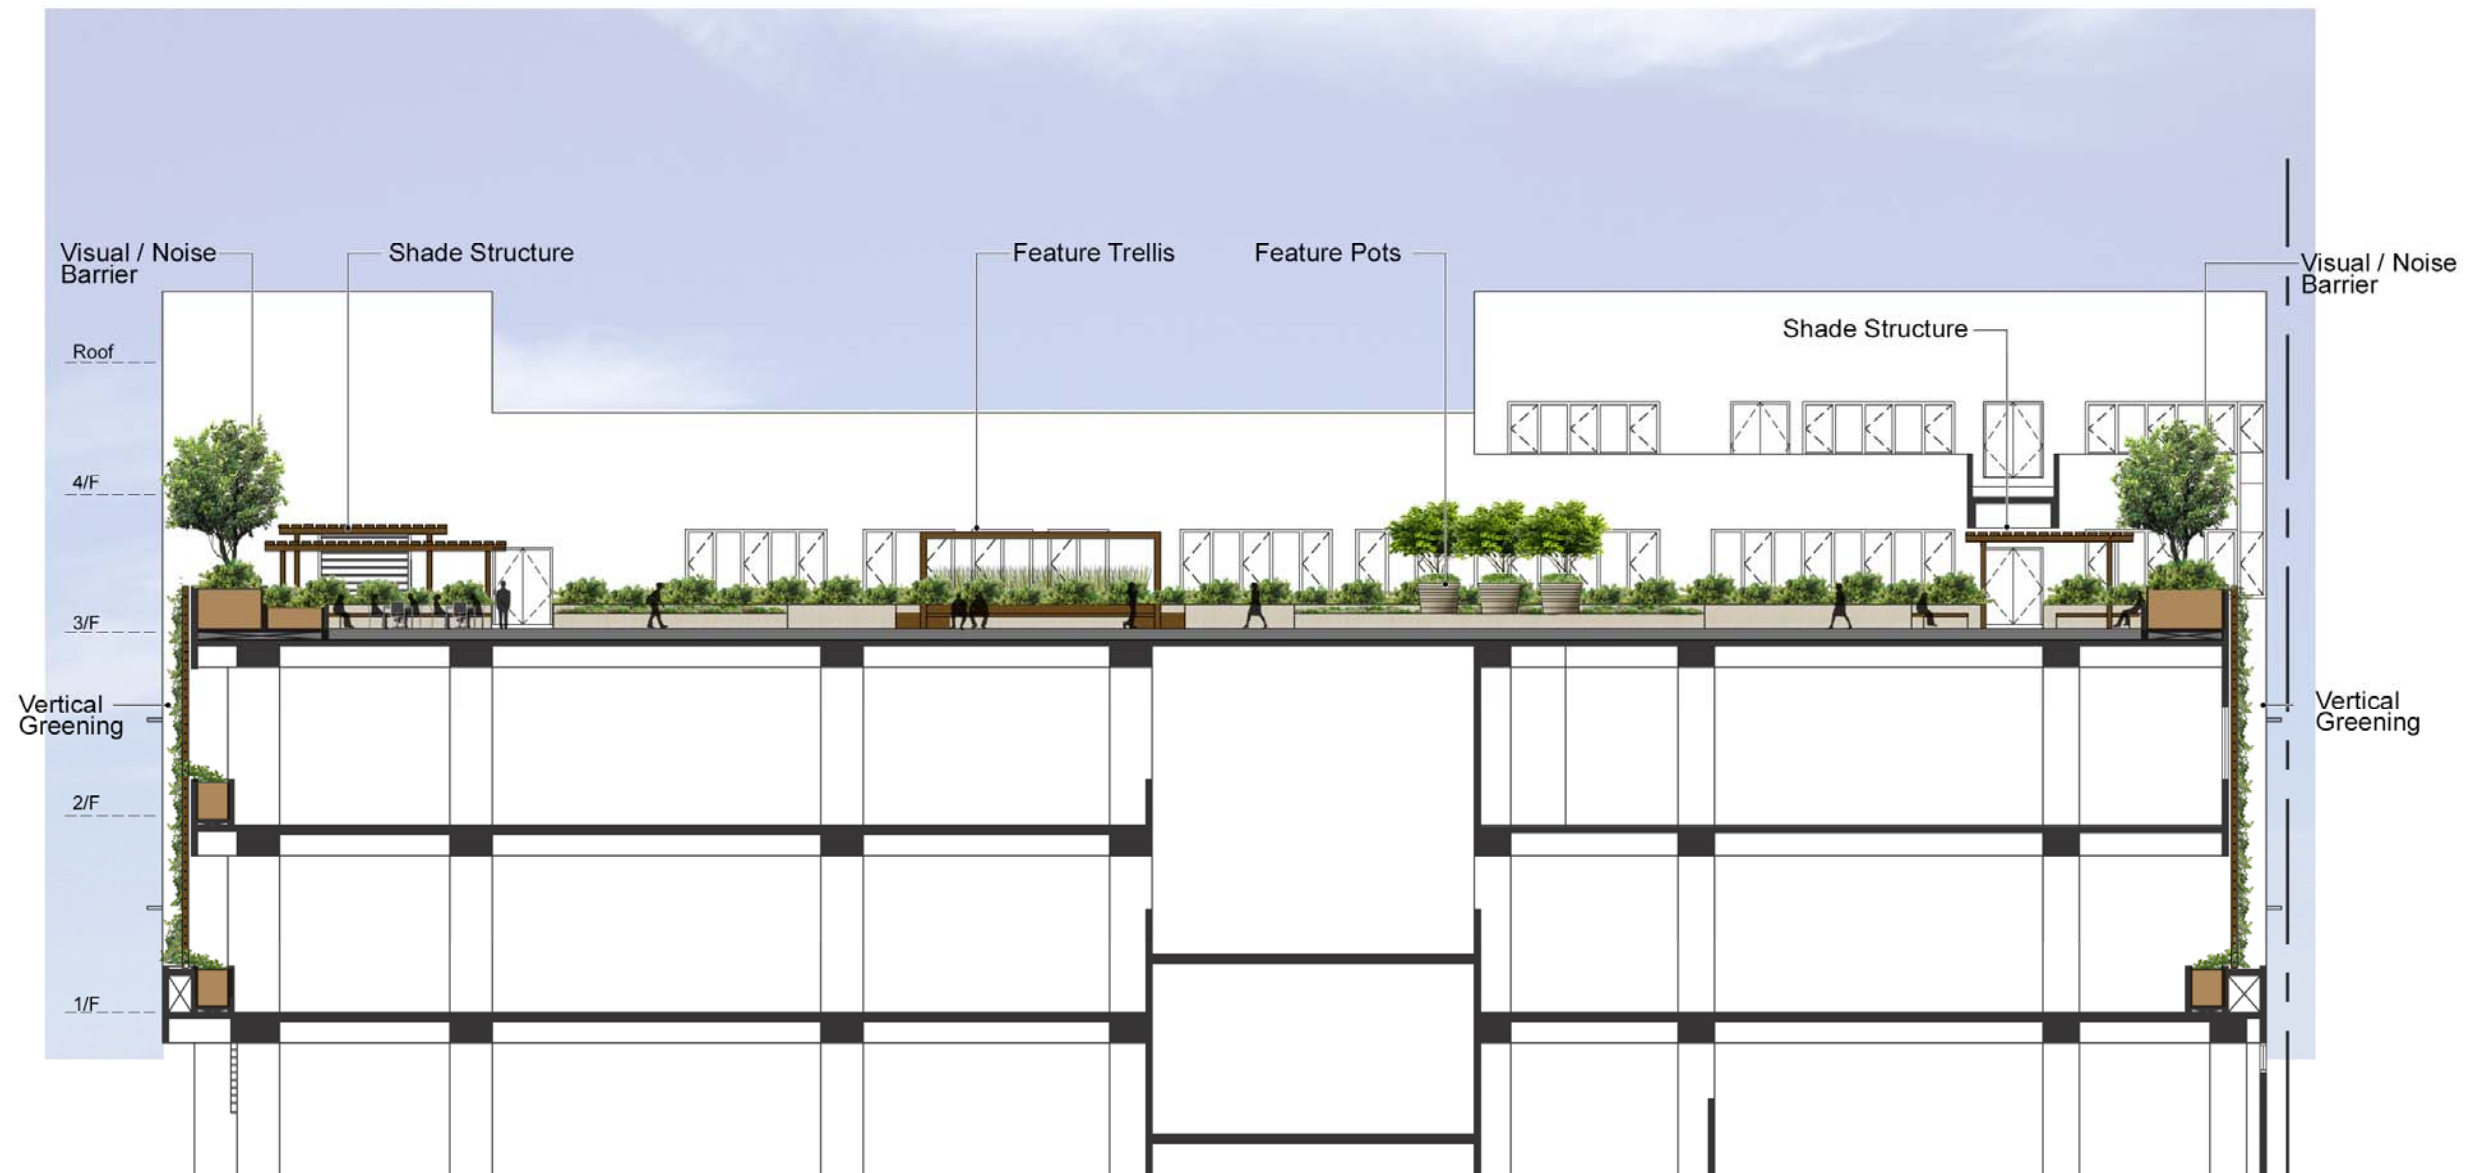 Visual / Noise
Barrier
Shade Structure
Feature Trellis
Feature Pots
Visual / Noise
Barrier
Shade Structure
Roof
4/F
3/F
Vertical
Greening
Vertical
Greening
2/F
1/F